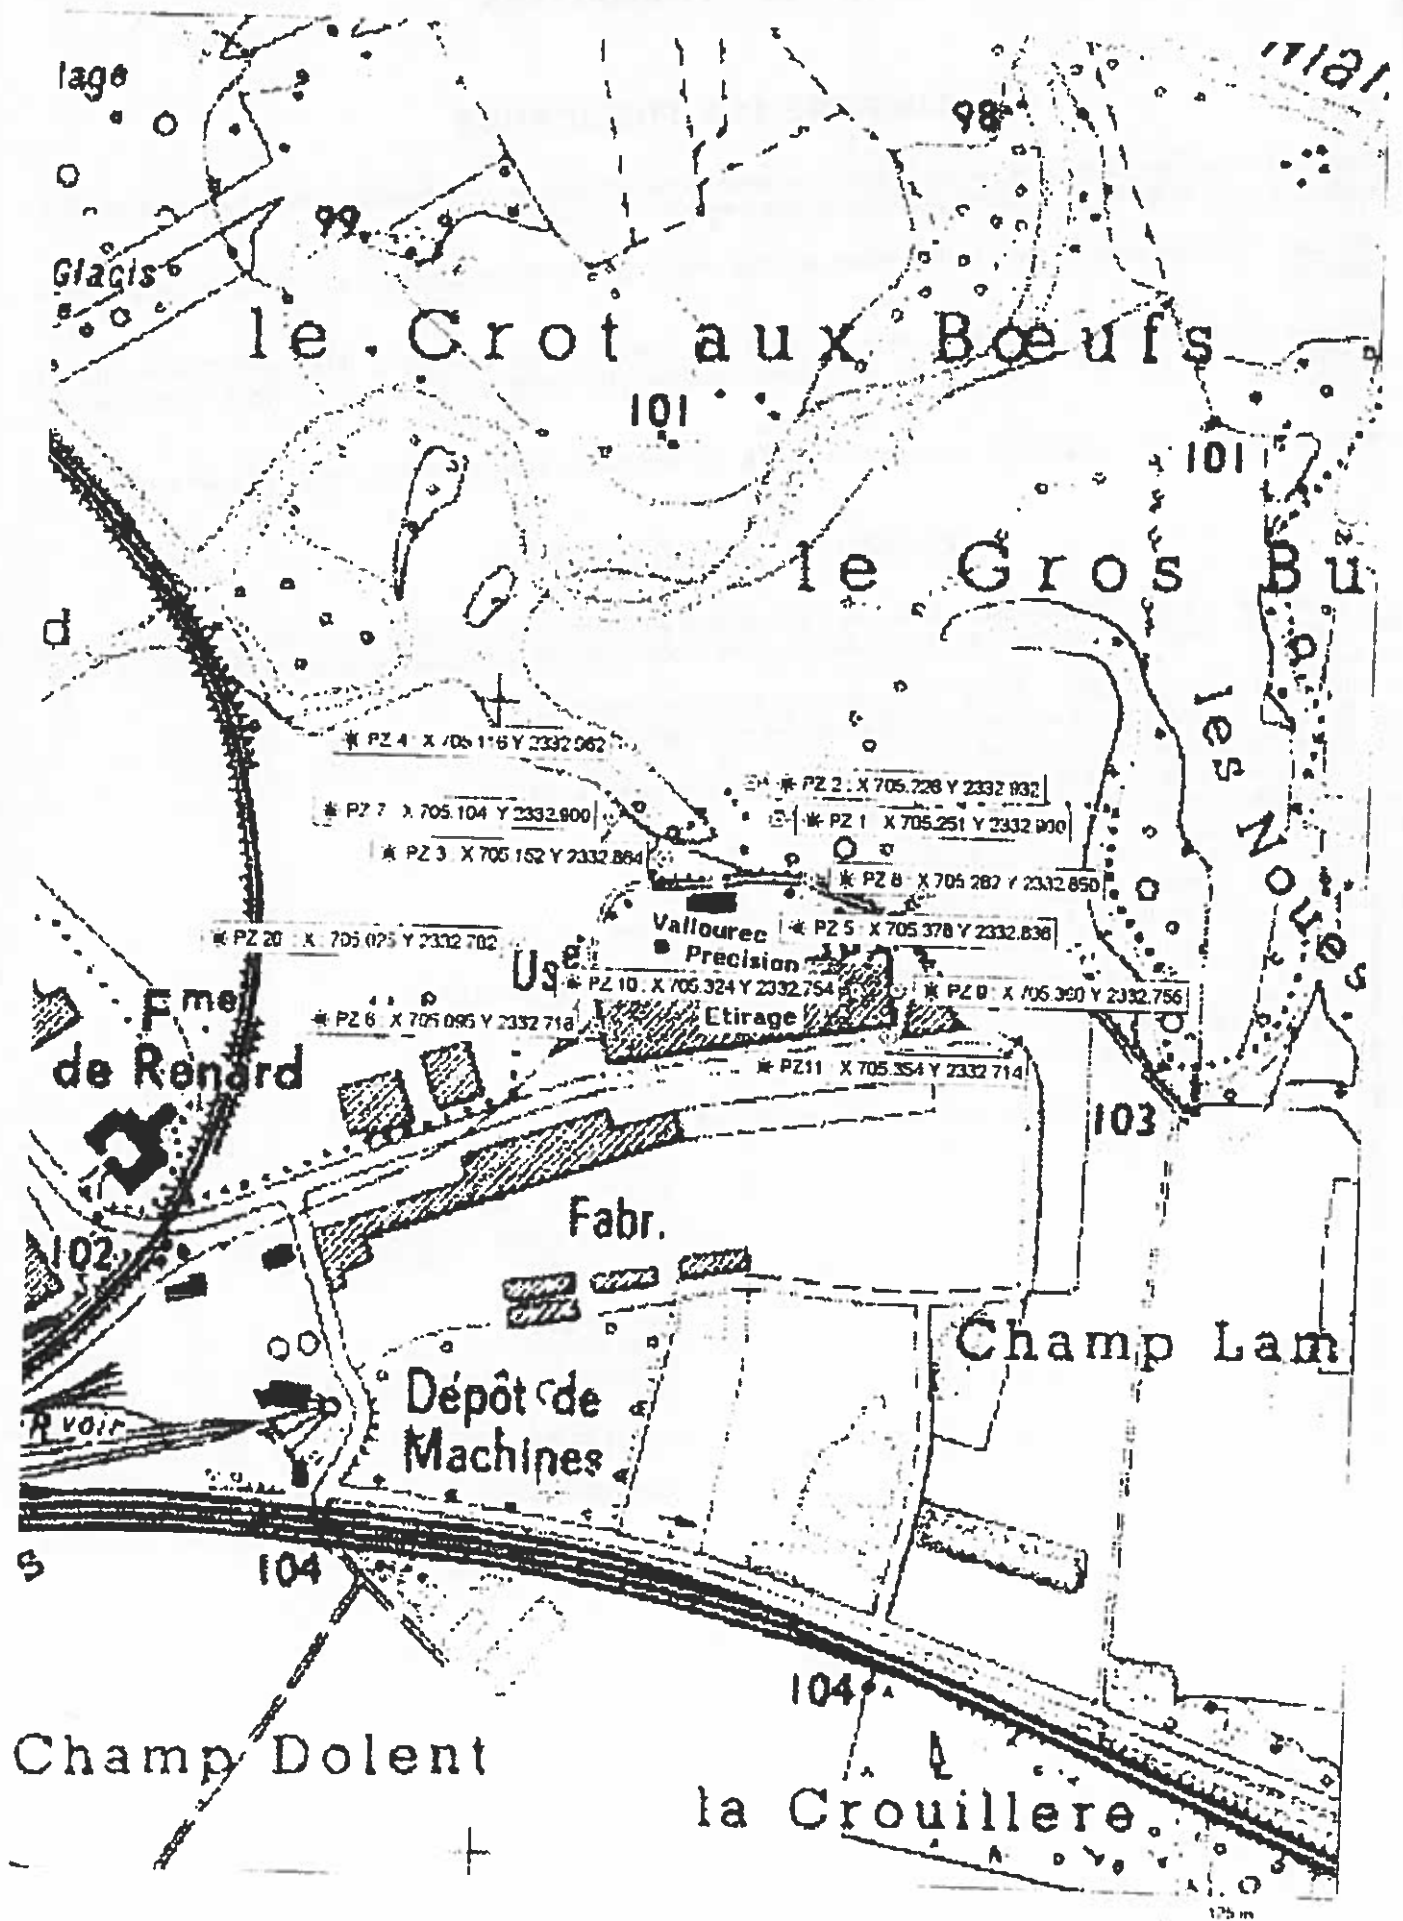 lage
98
99
Glacis
le Crot aux Bœufs
101
101
le Gros Bu
d
les Noues
PZ 4 : X 705.116 Y 2332.962
PZ 2 : X 705.226 Y 2332.932
PZ 7 : X 705.104 Y 2332.900
PZ 1 X 705.251 Y 2332.900
PZ 3 : X 705.152 Y 2332.864
PZ 8 : X 705.282 Y 2332.850
Vallourec
Precision
PZ 5 : X 705.378 Y 2332.836
PZ 20 : X : 705.025 Y 2332.782
Us
PZ 10 : X 705.324 Y 2332.754
PZ 9 : X 705.390 Y 2332.756
Fme
de Renard
PZ 6 : X 705.095 Y 2332.718
Etirage
PZ11 X 705.354 Y 2332.714
103
Fabr.
102
Champ Lam
Dépôt de
Machines
voir
s
104
104
Champ Dolent
la Crouillere